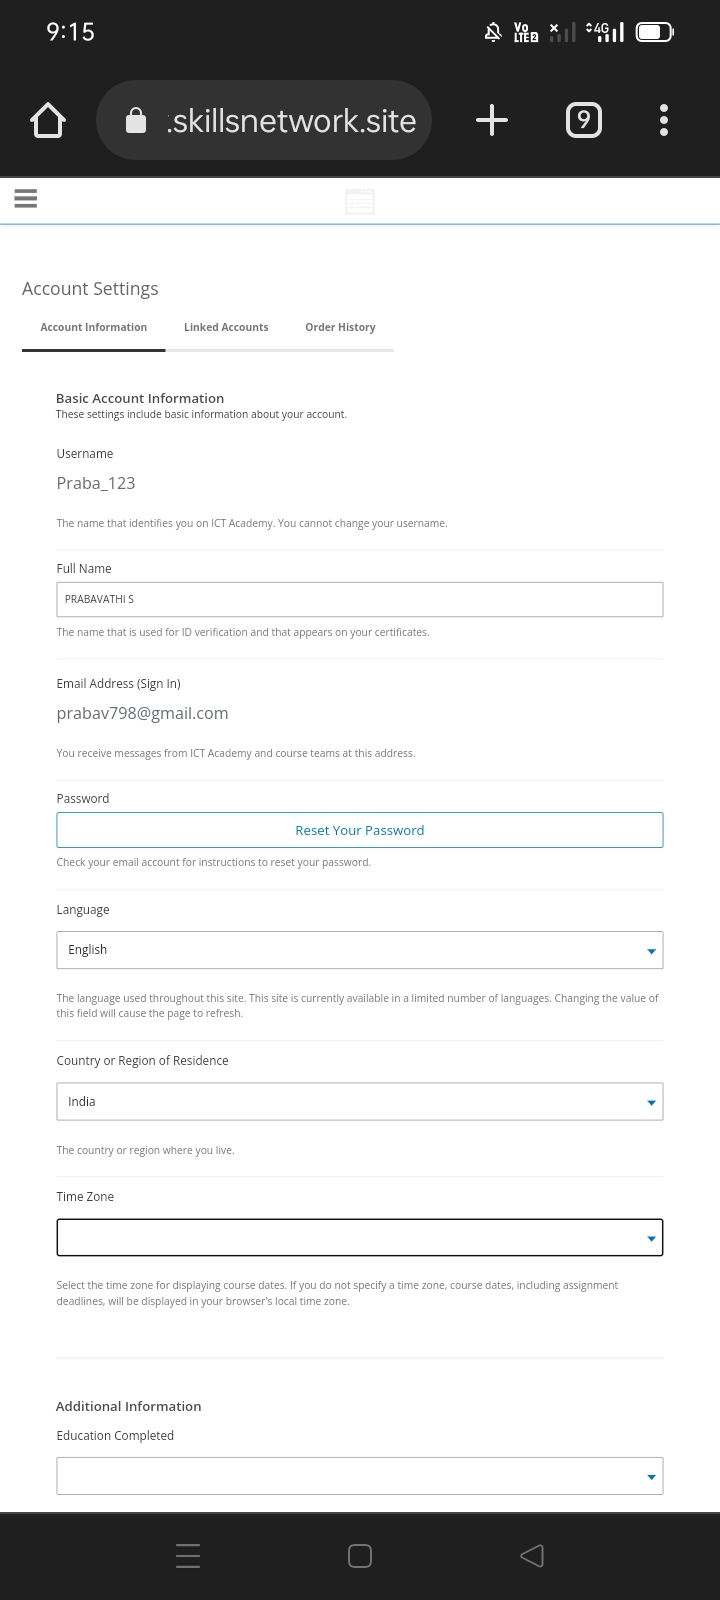 9:15
Vo
LTE2
4G
.skillsnetwork.site
9
Account Settings
Account Information Linked Accounts Order History
Basic Account Information
These settings include basic information about your account.
Username
Praba_123
The name that identifies you on ICT Academy. You cannot change your username.
Full Name
PRABAVATHI S
The name that is used for ID verification and that appears on your certificates.
Email Address (Sign In)
prabav798@gmail.com
You receive messages from ICT Academy and course teams at this address.
Password
Reset Your Password
Check your email account for instructions to reset your password.
Language
English
The language used throughout this site. This site is currently available in a limited number of languages. Changing the value of
this field will cause the page to refresh.
Country or Region of Residence
India
The country or region where you live.
Time Zone
Select the time zone for displaying course dates. If you do not specify a time zone, course dates, including assignment
deadlines, will be displayed in your browser's local time zone.
Additional Information
Education Completed